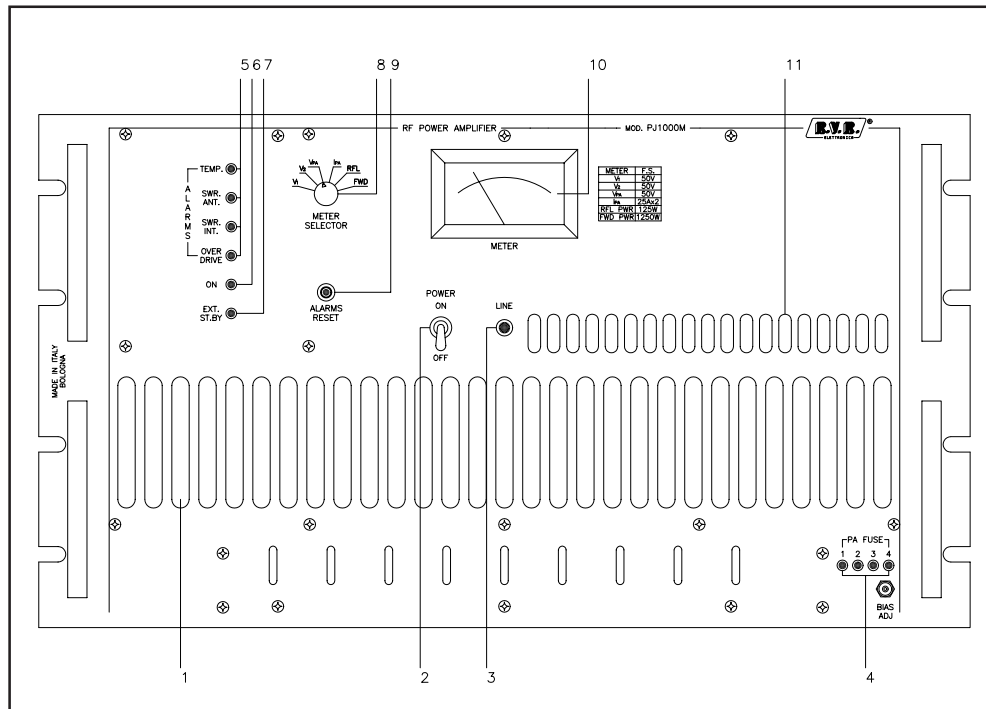 5 6 7 8 9 10 11
RF POWER AMPLIFIER MOD. PJ1000M
R.V.R. ®
ELETTRONICA
ALARMS
TEMP.
SWR.
ANT.
SWR.
INT.
OVER
DRIVE
ON
EXT.
ST.BY
V1 V2 VPA IPA RFL FWD
METER
SELECTOR
ALARMS
RESET
METER
METER F.S.
V1 50V
V2 50V
VPA 50V
IPA 25Ax2
RFL PWR 125W
FWD PWR 1250W
POWER
ON
OFF
LINE
MADE IN ITALY
BOLOGNA
PA FUSE
1 2 3 4
BIAS
ADJ
1 2 3 4